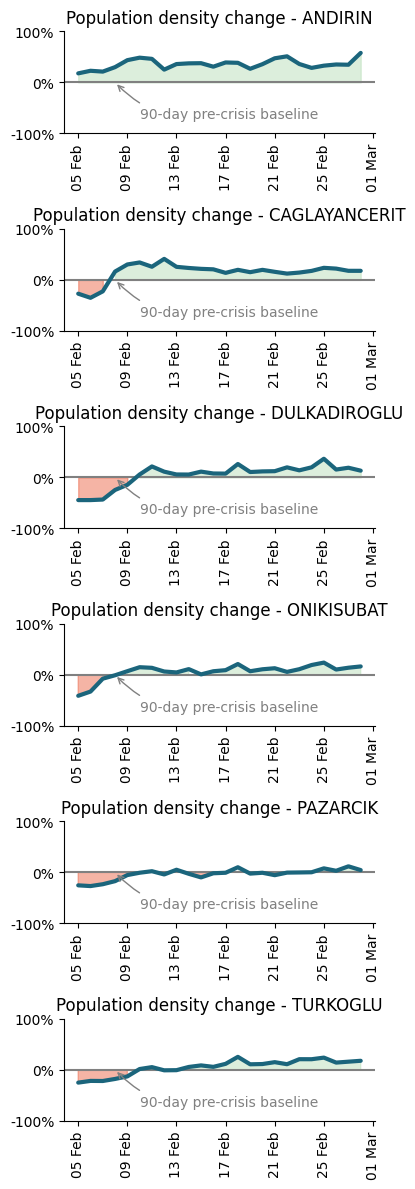 Population density change - ANDIRIN
100%
0%
-100%
90-day pre-crisis baseline
05 Feb
09 Feb
13 Feb
17 Feb
21 Feb
25 Feb
01 Mar
Population density change - CAGLAYANCERIT
100%
0%
-100%
90-day pre-crisis baseline
05 Feb
09 Feb
13 Feb
17 Feb
21 Feb
25 Feb
01 Mar
Population density change - DULKADIROGLU
100%
0%
-100%
90-day pre-crisis baseline
05 Feb
09 Feb
13 Feb
17 Feb
21 Feb
25 Feb
01 Mar
Population density change - ONIKISUBAT
100%
0%
-100%
90-day pre-crisis baseline
05 Feb
09 Feb
13 Feb
17 Feb
21 Feb
25 Feb
01 Mar
Population density change - PAZARCIK
100%
0%
-100%
90-day pre-crisis baseline
05 Feb
09 Feb
13 Feb
17 Feb
21 Feb
25 Feb
01 Mar
Population density change - TURKOGLU
100%
0%
-100%
90-day pre-crisis baseline
05 Feb
09 Feb
13 Feb
17 Feb
21 Feb
25 Feb
01 Mar